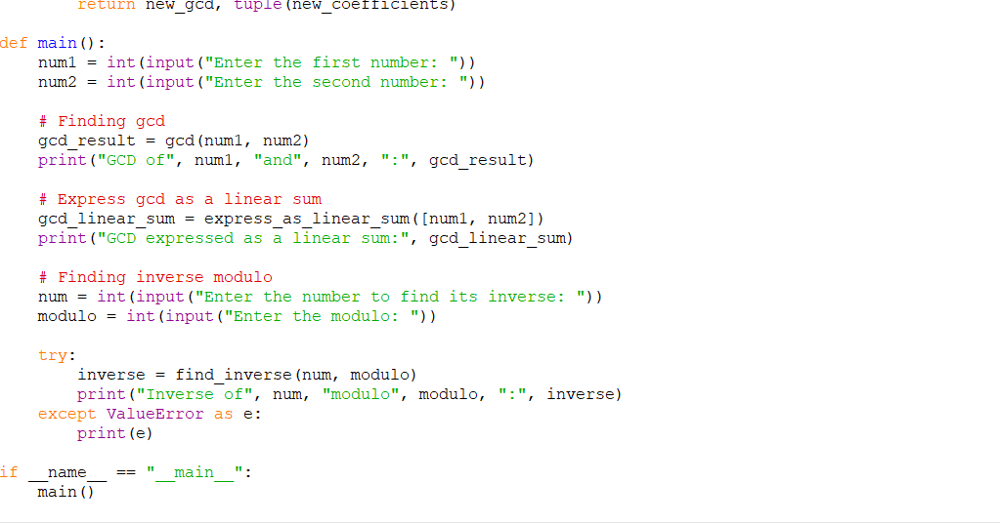 return new_gcd, tuple(new_coefficients)

def main():
    num1 = int(input("Enter the first number: "))
    num2 = int(input("Enter the second number: "))

    # Finding gcd
    gcd_result = gcd(num1, num2)
    print("GCD of", num1, "and", num2, ":", gcd_result)

    # Express gcd as a linear sum
    gcd_linear_sum = express_as_linear_sum([num1, num2])
    print("GCD expressed as a linear sum:", gcd_linear_sum)

    # Finding inverse modulo
    num = int(input("Enter the number to find its inverse: "))
    modulo = int(input("Enter the modulo: "))

    try:
        inverse = find_inverse(num, modulo)
        print("Inverse of", num, "modulo", modulo, ":", inverse)
    except ValueError as e:
        print(e)

if __name__ == "__main__":
    main()